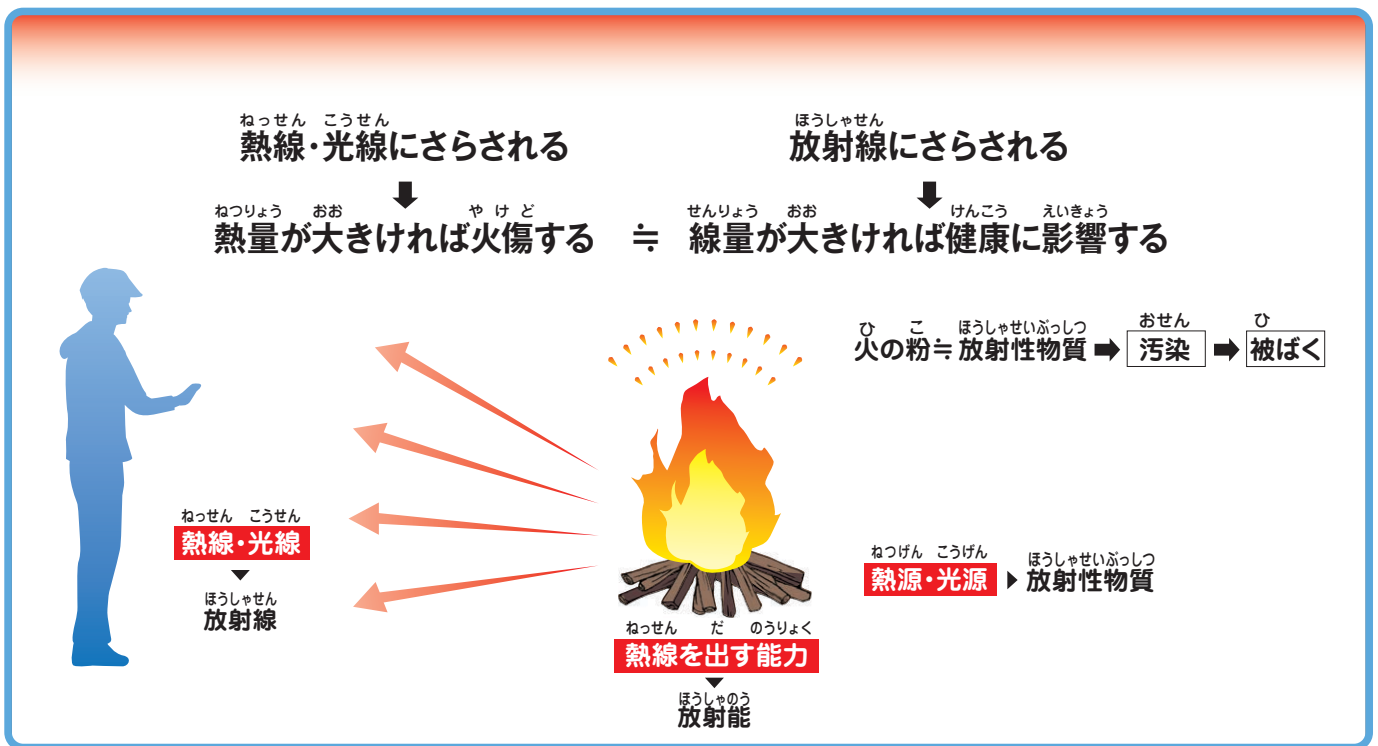 ねっせん こうせん
熱線・光線にさらされる
ねつりょう おお やけど
熱量が大きければ火傷する
≒
ほうしゃせん
放射線にさらされる
せんりょう おお けんこう えいきょう
線量が大きければ健康に影響する
ひ こ ほうしゃせいぶっしつ おせん ひ
火の粉≒放射性物質 汚染 被ばく
ねっせん こうせん
熱線・光線
ほうしゃせん
放射線
ねっせん だ のうりょく
熱線を出す能力
ほうしゃのう
放射能
ねつげん こうげん ほうしゃせいぶっしつ
熱源・光源 放射性物質